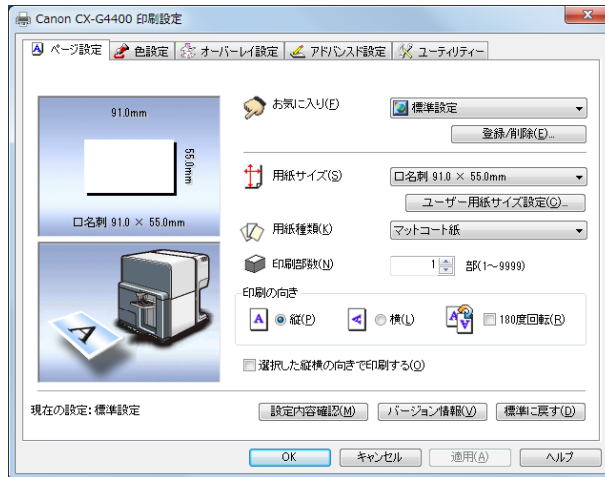 Canon CX-G4400 印刷設定
ページ設定 色設定 オーバーレイ設定 アドバンスド設定 ユーティリティー
91.0mm
55.0mm
口名刺 91.0 × 55.0mm
お気に入り(F) 標準設定
登録/削除(E)...
用紙サイズ(S) 口名刺 91.0 × 55.0mm
ユーザー用紙サイズ設定(C)...
用紙種類(K) マットコート紙
印刷部数(N) 1 部(1～9999)
印刷の向き
A 縦(P) A 横(L) A A 180度回転(R)
選択した縦横の向きで印刷する(O)
A
現在の設定: 標準設定 設定内容確認(M) バージョン情報(V) 標準に戻す(D)
OK キャンセル 適用(A) ヘルプ